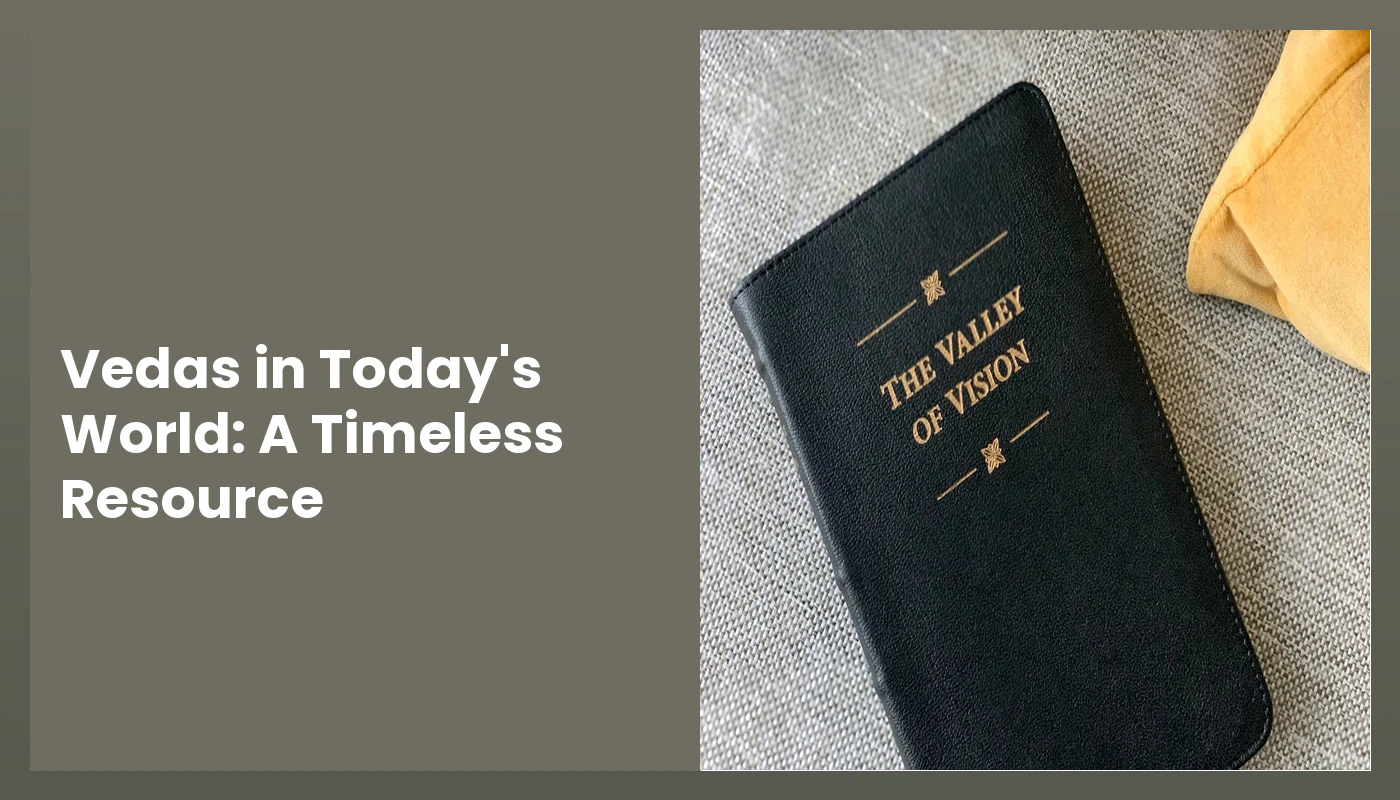 Vedas in Today's
World: A Timeless
Resource
THE VALLEY
OF VISION